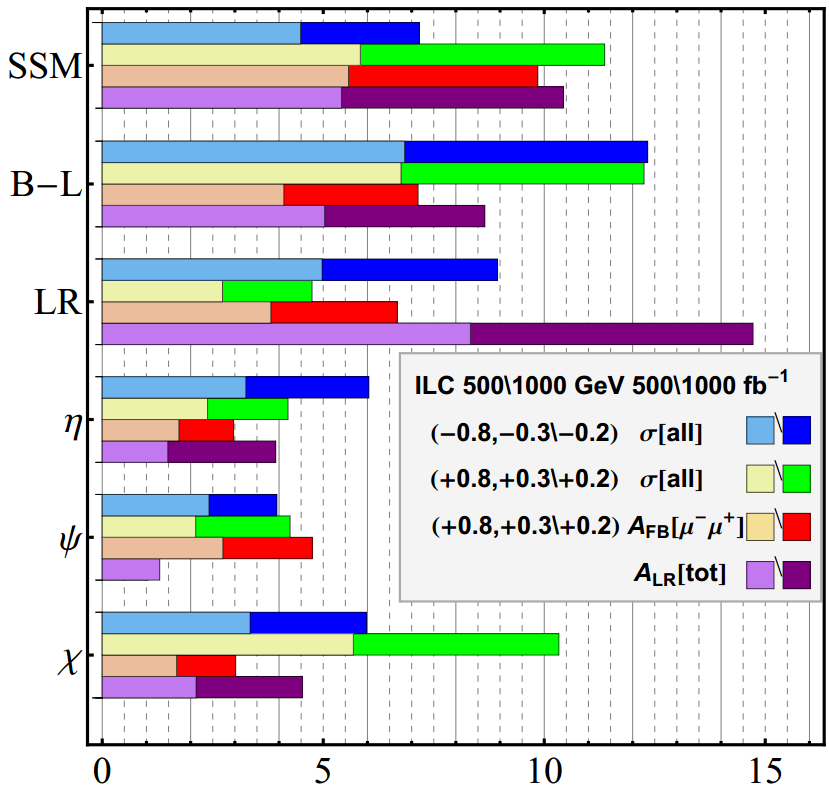 SSM
B−L
LR
η
ψ
χ
ILC 500\1000 GeV 500\1000 fb⁻¹
(−0.8,−0.3\−0.2) σ[all] \
(+0.8,+0.3\+0.2) σ[all] \
(+0.8,+0.3\+0.2) A_FB[μ⁻μ⁺] \
A_LR[tot] \
0 5 10 15